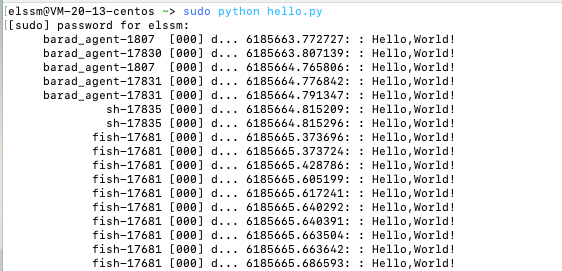 [elssm@VM-20-13-centos ~> sudo python hello.py
[[sudo] password for elssm:
barad_agent-1807 [000] d... 6185663.772727: : Hello,World!
barad_agent-17830 [000] d... 6185663.807139: : Hello,World!
barad_agent-1807 [000] d... 6185664.765806: : Hello,World!
barad_agent-17831 [000] d... 6185664.776842: : Hello,World!
barad_agent-17831 [000] d... 6185664.791347: : Hello,World!
sh-17835 [000] d... 6185664.815209: : Hello,World!
sh-17835 [000] d... 6185664.815296: : Hello,World!
fish-17681 [000] d... 6185665.373696: : Hello,World!
fish-17681 [000] d... 6185665.373724: : Hello,World!
fish-17681 [000] d... 6185665.428786: : Hello,World!
fish-17681 [000] d... 6185665.605199: : Hello,World!
fish-17681 [000] d... 6185665.617241: : Hello,World!
fish-17681 [000] d... 6185665.640292: : Hello,World!
fish-17681 [000] d... 6185665.640391: : Hello,World!
fish-17681 [000] d... 6185665.663504: : Hello,World!
fish-17681 [000] d... 6185665.663642: : Hello,World!
fish-17681 [000] d... 6185665.686593: : Hello,World!